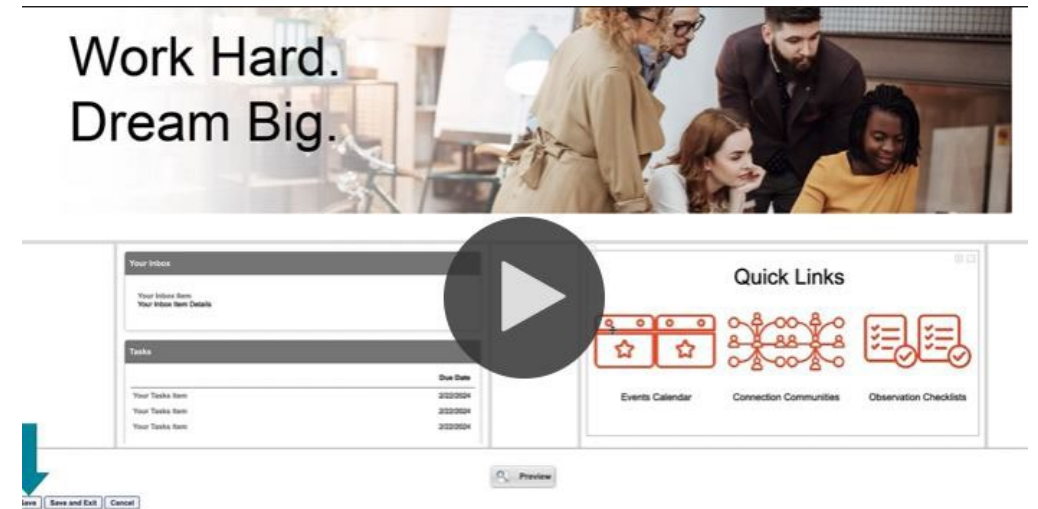 Work Hard.
Dream Big.
Your Inbox
Your Inbox Item
Your Inbox Item Details
Tasks
Due Date
Your Tasks Item 2/22/2024
Your Tasks Item 2/22/2024
Your Tasks Item 2/22/2024
Quick Links
Events Calendar Connection Communities Observation Checklists
Preview
Save Save and Exit Cancel